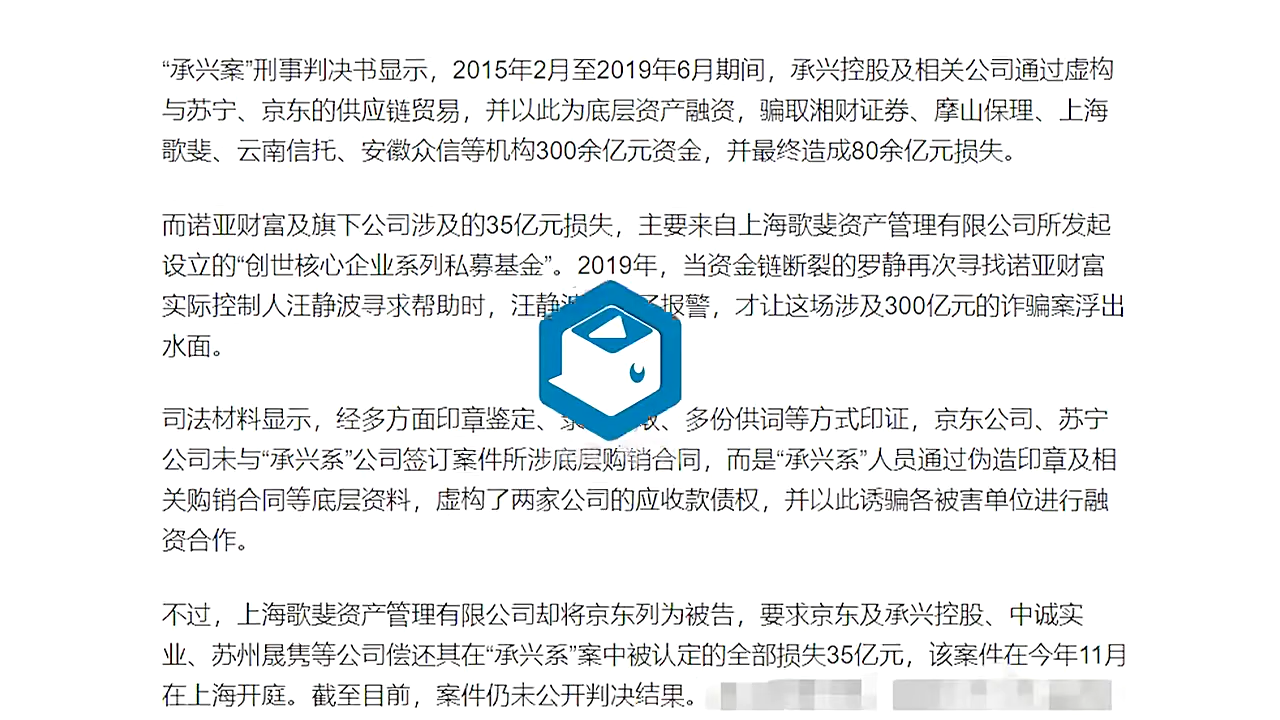 “承兴案”刑事判决书显示，2015年2月至2019年6月期间，承兴控股及相关公司通过虚构
与苏宁、京东的供应链贸易，并以此为底层资产融资，骗取湘财证券、摩山保理、上海
歌斐、云南信托、安徽众信等机构300余亿元资金，并最终造成80余亿元损失。
而诺亚财富及旗下公司涉及的35亿元损失，主要来自上海歌斐资产管理有限公司所发起
设立的“创世核心企业系列私募基金”。2019年，当资金链断裂的罗静再次寻找诺亚财富
实际控制人汪静波寻求帮助时，汪静 报警，才让这场涉及300亿元的诈骗案浮出
水面。
司法材料显示，经多方面印章鉴定、 、多份供词等方式印证，京东公司、苏宁
公司未与“承兴系”公司签订案件所涉底层购销合同，而是“承兴系”人员通过伪造印章及相
关购销合同等底层资料，虚构了两家公司的应收款债权，并以此诱骗各被害单位进行融
资合作。
不过，上海歌斐资产管理有限公司却将京东列为被告，要求京东及承兴控股、中诚实
业、苏州晟隽等公司偿还其在“承兴系”案中被认定的全部损失35亿元，该案件在今年11月
在上海开庭。截至目前，案件仍未公开判决结果。